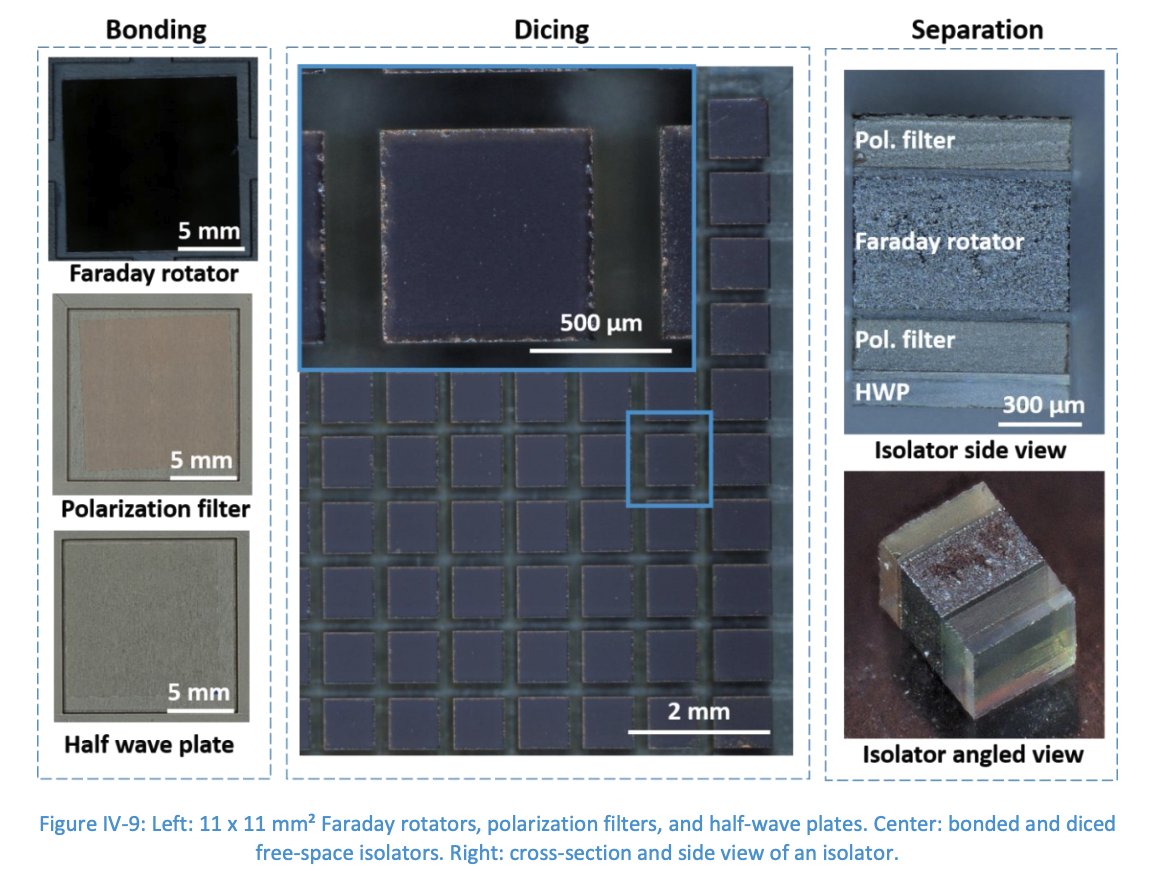 Bonding
5 mm
Faraday rotator
5 mm
Polarization filter
5 mm
Half wave plate
Dicing
500 µm
2 mm
Separation
Pol. filter
Faraday rotator
Pol. filter
HWP
300 µm
Isolator side view
Isolator angled view
Figure IV-9: Left: 11 x 11 mm² Faraday rotators, polarization filters, and half-wave plates. Center: bonded and diced
free-space isolators. Right: cross-section and side view of an isolator.